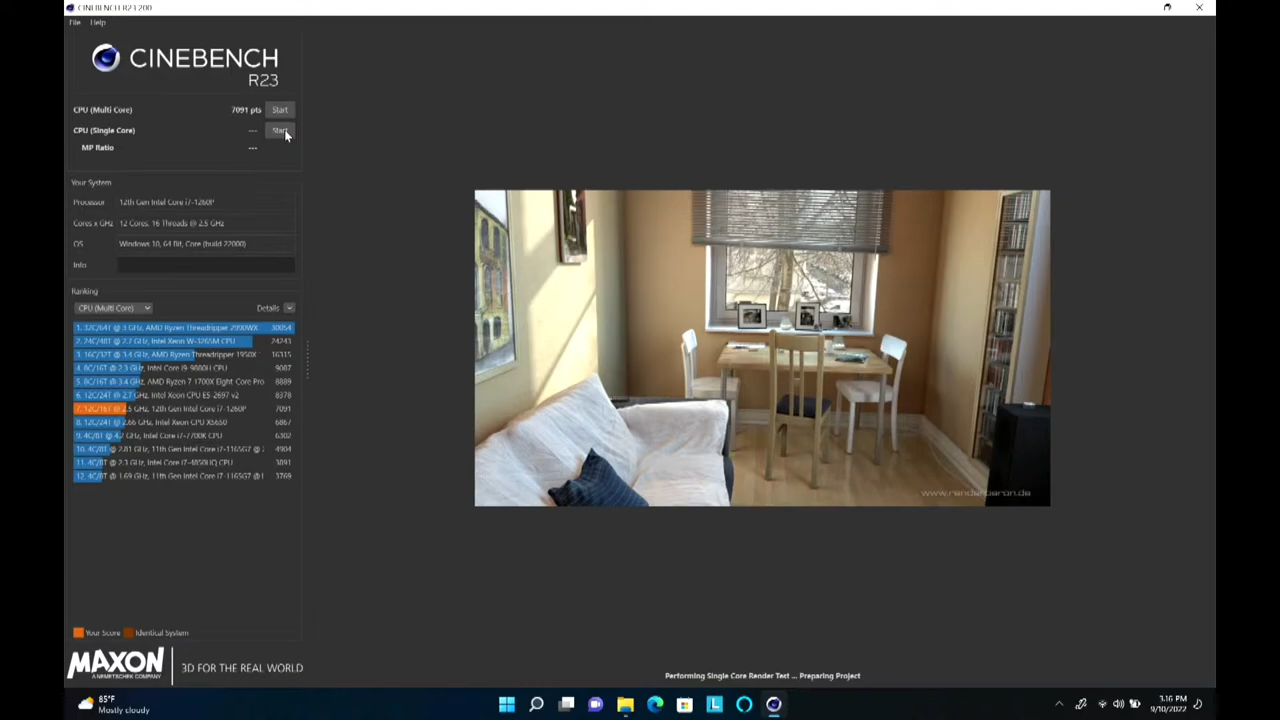 CINEBENCH R23.200
File Help
CINEBENCH
R23
CPU (Multi Core) 7091 pts Start
CPU (Single Core) --- Start
MP Ratio ---
Your System
Processor 12th Gen Intel Core i7-1260P
Cores x GHz 12 Cores, 16 Threads @ 2.5 GHz
OS Windows 10, 64 Bit, Core (build 22000)
Info
Ranking
CPU (Multi Core) Details
1. 32C/64T @ 3 GHz, AMD Ryzen Threadripper 2990WX 30054
2. 24C/48T @ 2.7 GHz, Intel Xeon W-3265M CPU 24243
3. 16C/32T @ 3.4 GHz, AMD Ryzen Threadripper 1950X 16315
4. 8C/16T @ 2.3 GHz, Intel Core i9-9880H CPU 9087
5. 8C/16T @ 3.4 GHz, AMD Ryzen 7 1700X Eight-Core Pro 8889
6. 12C/24T @ 2.7 GHz, Intel Xeon CPU E5-2697 v2 8378
7. 12C/16T @ 2.5 GHz, 12th Gen Intel Core i7-1260P 7091
8. 12C/24T @ 2.66 GHz, Intel Xeon CPU X5650 6867
9. 4C/8T @ 4.2 GHz, Intel Core i7-7700K CPU 6302
10. 4C/8T @ 2.81 GHz, 11th Gen Intel Core i7-1165G7 @ 4904
11. 4C/8T @ 2.3 GHz, Intel Core i7-4850HQ CPU 3891
12. 4C/8T @ 1.69 GHz, 11th Gen Intel Core i7-1165G7 @ 3769
Your Score Identical System
MAXON
A NEMETSCHEK COMPANY
3D FOR THE REAL WORLD
www.renderbaron.de
Performing Single Core Render Test ... Preparing Project
85°F
Mostly cloudy
L
3:16 PM
9/10/2022